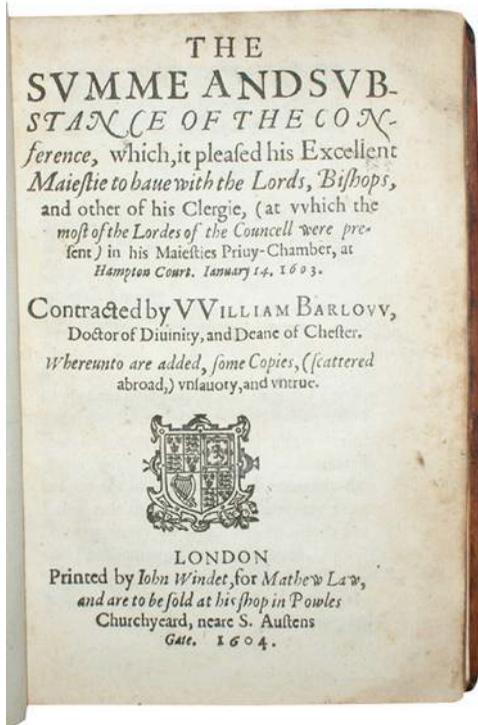 THE
SVMME AND SVB-
STANCE OF THE CON-
ference, which, it pleaſed his Excellent
Maieſtie to haue with the Lords, Biſhops,
and other of his Clergie, (at vvhich the
moſt of the Lordes of the Councell were pre-
ſent) in his Maieſties Priuy-Chamber, at
Hampton Court. Ianuary 14. 1603.
Contracted by VVILLIAM BARLOVV,
Doctor of Diuinity, and Deane of Cheſter.
Whereunto are added, ſome Copies, (ſcattered
abroad,) vnſauory, and vntrue.
LONDON
Printed by Iohn Windet, for Mathew Law,
and are to be ſold at his ſhop in Powles
Churchyeard, neare S. Auſtens
Gate. 1604.